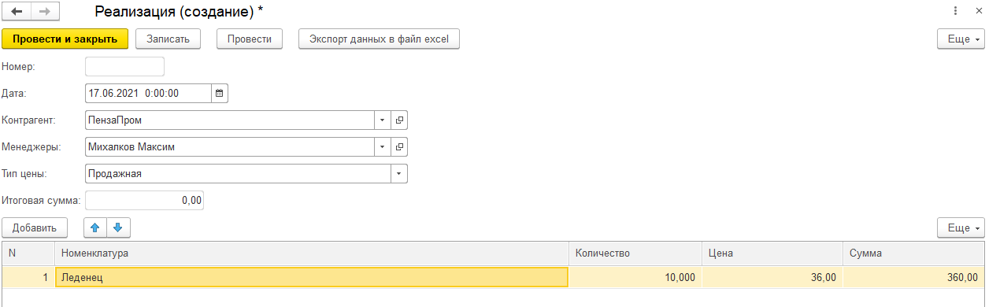 Реализация (создание) *
Провести и закрыть Записать Провести Экспорт данных в файл excel Еще
Номер:
Дата: 17.06.2021 0:00:00
Контрагент: ПензаПром
Менеджеры: Михалков Максим
Тип цены: Продажная
Итоговая сумма: 0,00
Добавить Еще
N Номенклатура Количество Цена Сумма
1 Леденец 10,000 36,00 360,00